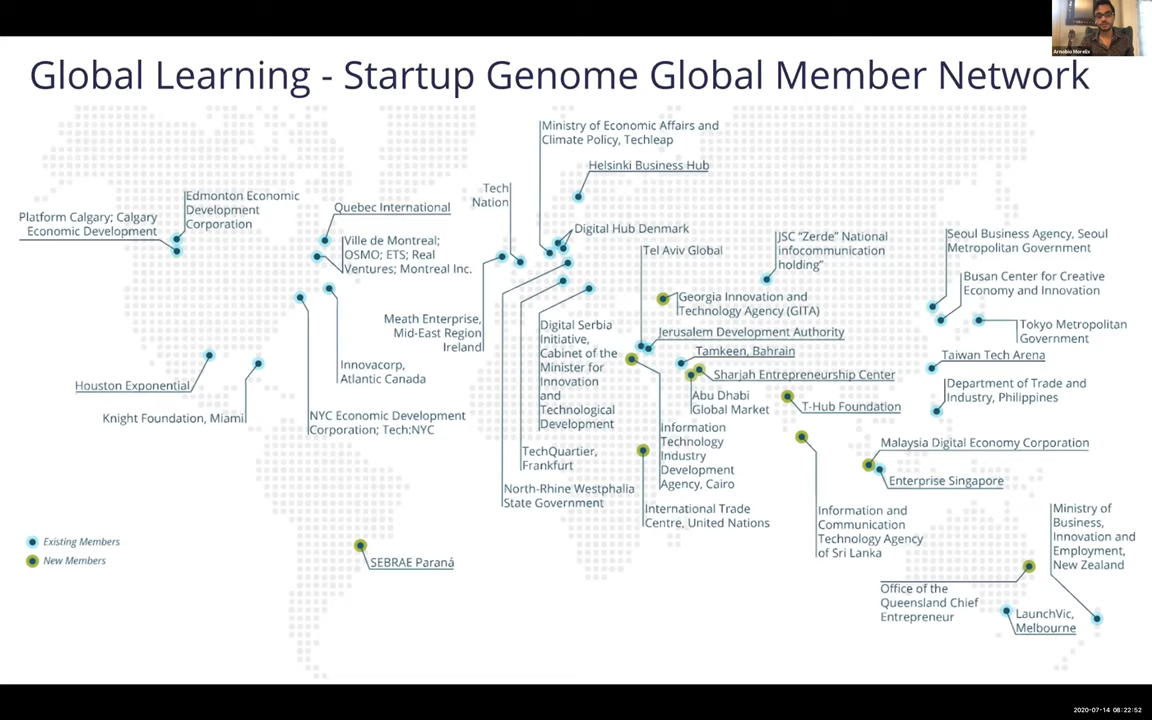 Arnobio Morelix
Global Learning - Startup Genome Global Member Network
Ministry of Economic Affairs and
Climate Policy, Techleap
Helsinki Business Hub
Tech
Nation
Edmonton Economic
Development
Corporation
Platform Calgary; Calgary
Economic Development
Quebec International
Ville de Montreal;
OSMO; ETS; Real
Ventures; Montreal Inc.
Digital Hub Denmark
Tel Aviv Global
JSC “Zerde” National
infocommunication
holding”
Seoul Business Agency, Seoul
Metropolitan Government
Busan Center for Creative
Economy and Innovation
Georgia Innovation and
Technology Agency (GITA)
Meath Enterprise,
Mid-East Region
Ireland
Digital Serbia
Initiative,
Cabinet of the
Minister for
Innovation
and
Technological
Development
Jerusalem Development Authority
Tokyo Metropolitan
Government
Tamkeen, Bahrain
Taiwan Tech Arena
Innovacorp,
Atlantic Canada
Sharjah Entrepreneurship Center
Houston Exponential
Department of Trade and
Industry, Philippines
Abu Dhabi
Global Market
T-Hub Foundation
Knight Foundation, Miami
NYC Economic Development
Corporation; Tech:NYC
Information
Technology
Industry
Development
Agency, Cairo
Malaysia Digital Economy Corporation
TechQuartier,
Frankfurt
Enterprise Singapore
North-Rhine Westphalia
State Government
International Trade
Centre, United Nations
Information and
Communication
Technology Agency
of Sri Lanka
Ministry of
Business,
Innovation and
Employment,
New Zealand
Existing Members
New Members
SEBRAE Paraná
Office of the
Queensland Chief
Entrepreneur
LaunchVic,
Melbourne
2020-07-14 08:22:52